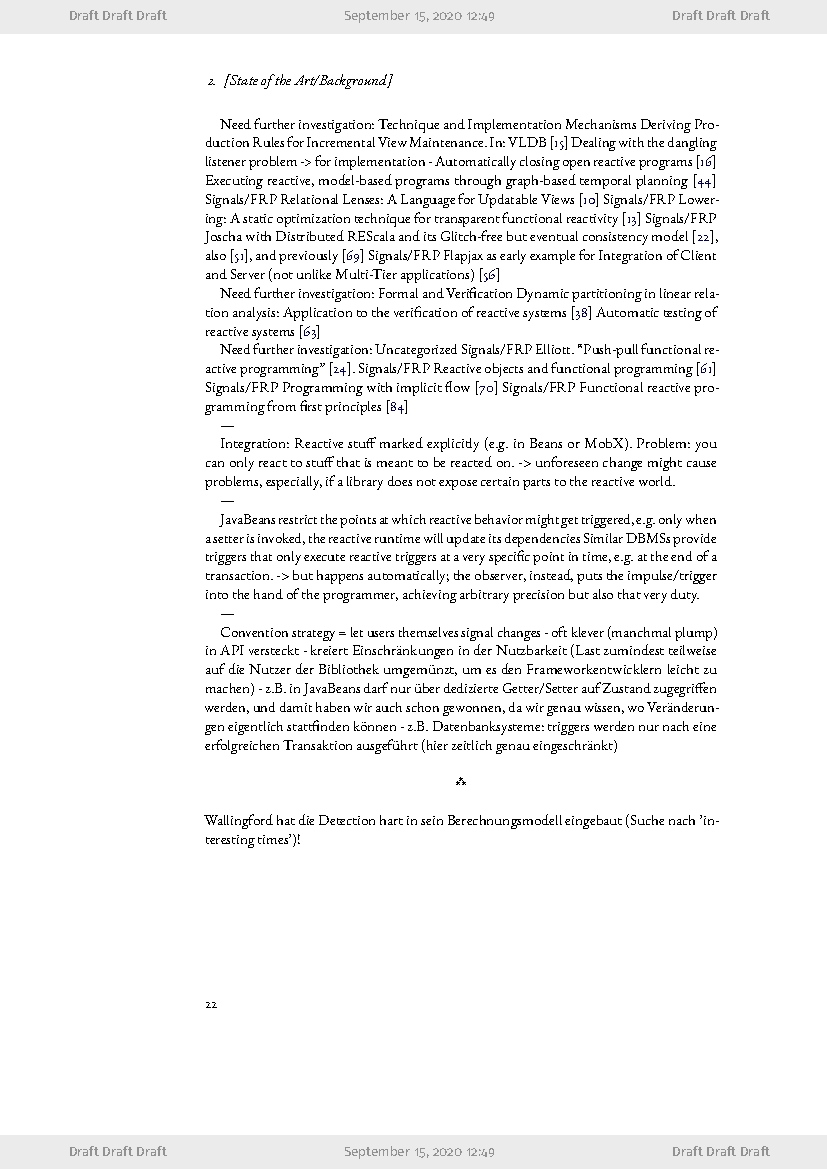 Draft Draft Draft September 15, 2020 12:49 Draft Draft Draft
2. [State of the Art/Background]
Need further investigation: Technique and Implementation Mechanisms Deriving Pro-
duction Rules for Incremental View Maintenance. In: VLDB [15] Dealing with the dangling
listener problem -> for implementation - Automatically closing open reactive programs [16]
Executing reactive, model-based programs through graph-based temporal planning [44]
Signals/FRP Relational Lenses: A Language for Updatable Views [10] Signals/FRP Lower-
ing: A static optimization technique for transparent functional reactivity [13] Signals/FRP
Joscha with Distributed REScala and its Glitch-free but eventual consistency model [22],
also [51], and previously [69] Signals/FRP Flapjax as early example for Integration of Client
and Server (not unlike Multi-Tier applications) [56]
Need further investigation: Formal and Verification Dynamic partitioning in linear rela-
tion analysis: Application to the verification of reactive systems [38] Automatic testing of
reactive systems [63]
Need further investigation: Uncategorized Signals/FRP Elliott. “Push-pull functional re-
active programming” [24]. Signals/FRP Reactive objects and functional programming [61]
Signals/FRP Programming with implicit flow [70] Signals/FRP Functional reactive pro-
gramming from first principles [84]
—
Integration: Reactive stuff marked explicitly (e.g. in Beans or MobX). Problem: you
can only react to stuff that is meant to be reacted on. -> unforeseen change might cause
problems, especially, if a library does not expose certain parts to the reactive world.
—
JavaBeans restrict the points at which reactive behavior might get triggered, e.g. only when
a setter is invoked, the reactive runtime will update its dependencies Similar DBMSs provide
triggers that only execute reactive triggers at a very specific point in time, e.g. at the end of a
transaction. -> but happens automatically; the observer, instead, puts the impulse/trigger
into the hand of the programmer, achieving arbitrary precision but also that very duty.
—
Convention strategy = let users themselves signal changes - oft klever (manchmal plump)
in API versteckt - kreiert Einschränkungen in der Nutzbarkeit (Last zumindest teilweise
auf die Nutzer der Bibliothek umgemünzt, um es den Frameworkentwicklern leicht zu
machen) - z.B. in JavaBeans darf nur über dedizierte Getter/Setter auf Zustand zugegriffen
werden, und damit haben wir auch schon gewonnen, da wir genau wissen, wo Veränderun-
gen eigentlich stattfinden können - z.B. Datenbanksysteme: triggers werden nur nach eine
erfolgreichen Transaktion ausgeführt (hier zeitlich genau eingeschränkt)
⁂
Wallingford hat die Detection hart in sein Berechnungsmodell eingebaut (Suche nach 'in-
teresting times')!
22
Draft Draft Draft September 15, 2020 12:49 Draft Draft Draft